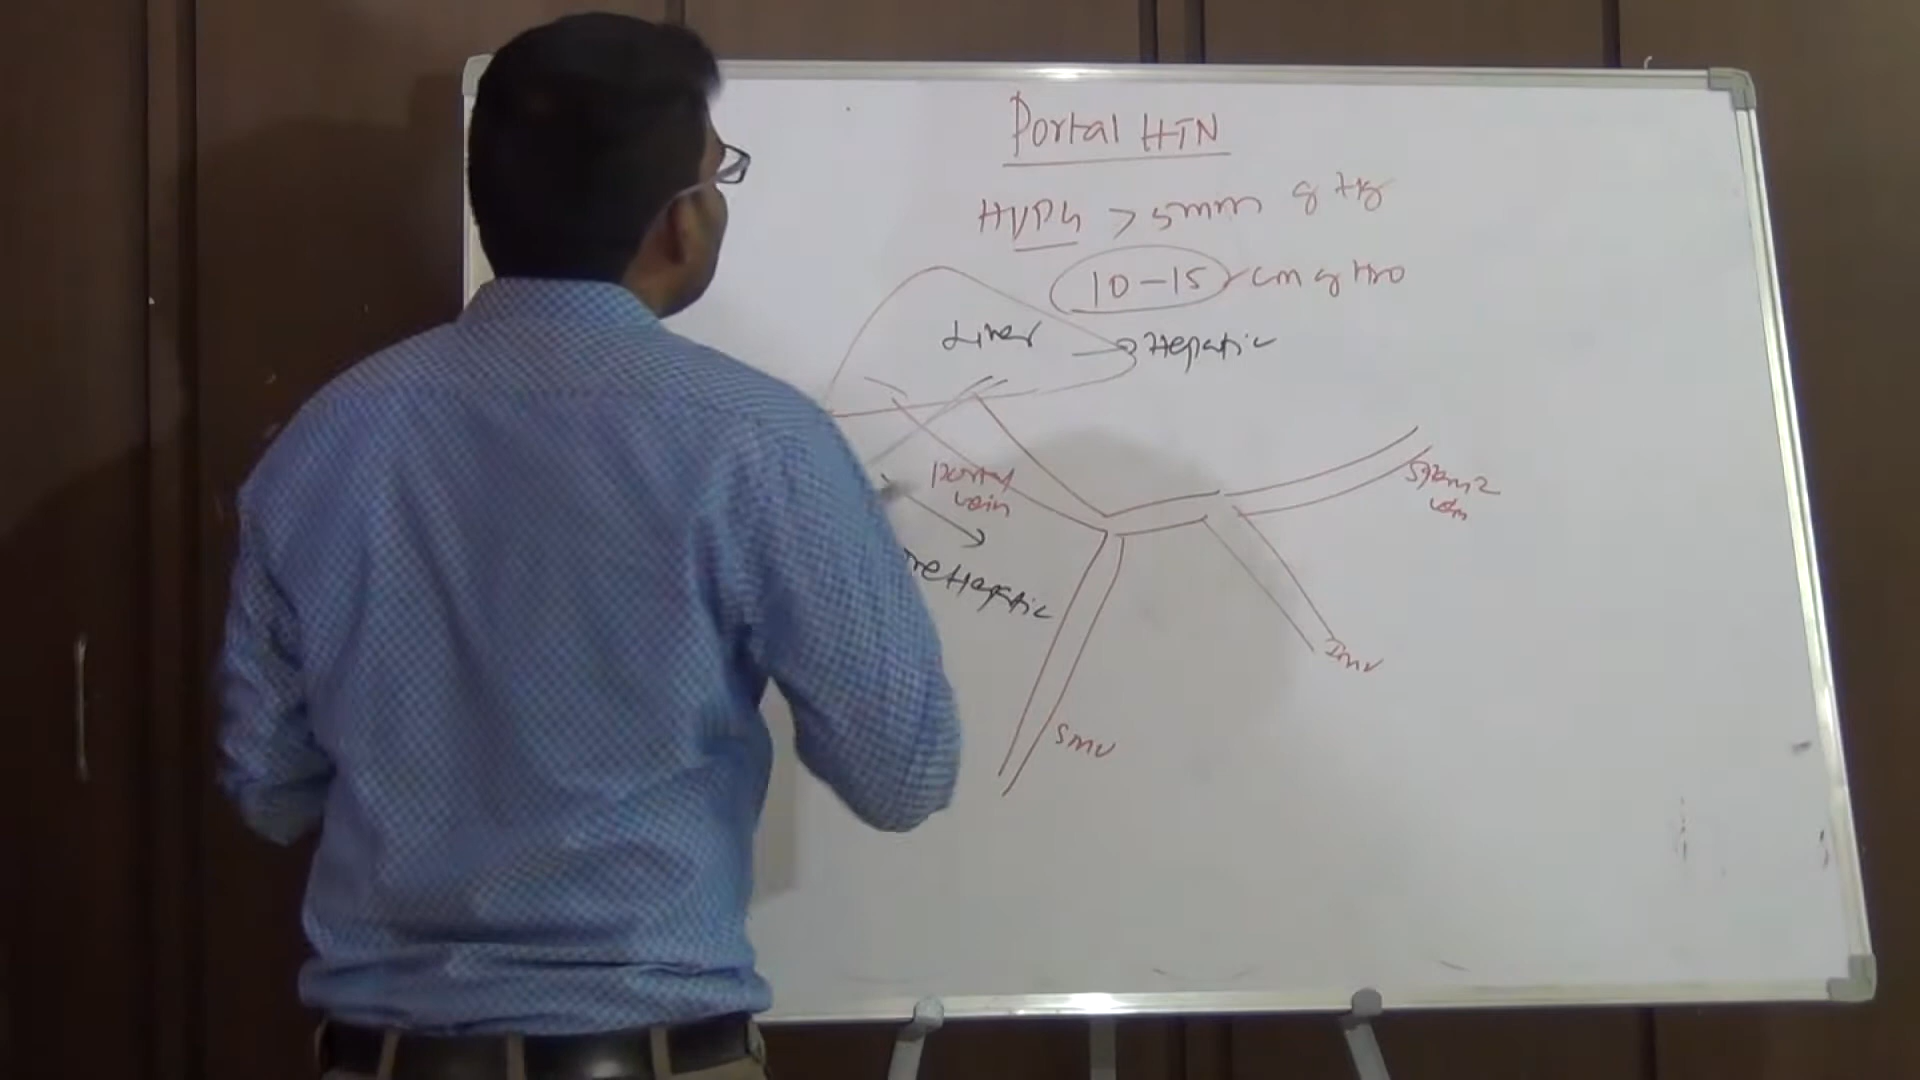 Portal HTN
HVPG > 5mm of Hg
10-15 cm of H2O
Liver → Hepatic
portal
vein
Splenic
vein
preHepatic
Imv
Smv